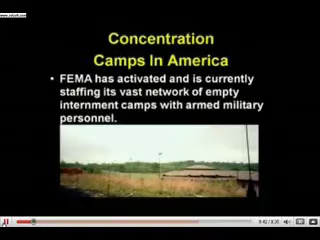 Concentration
Camps In America
• FEMA has activated and is currently
staffing its vast network of empty
internment camps with armed military
personnel.